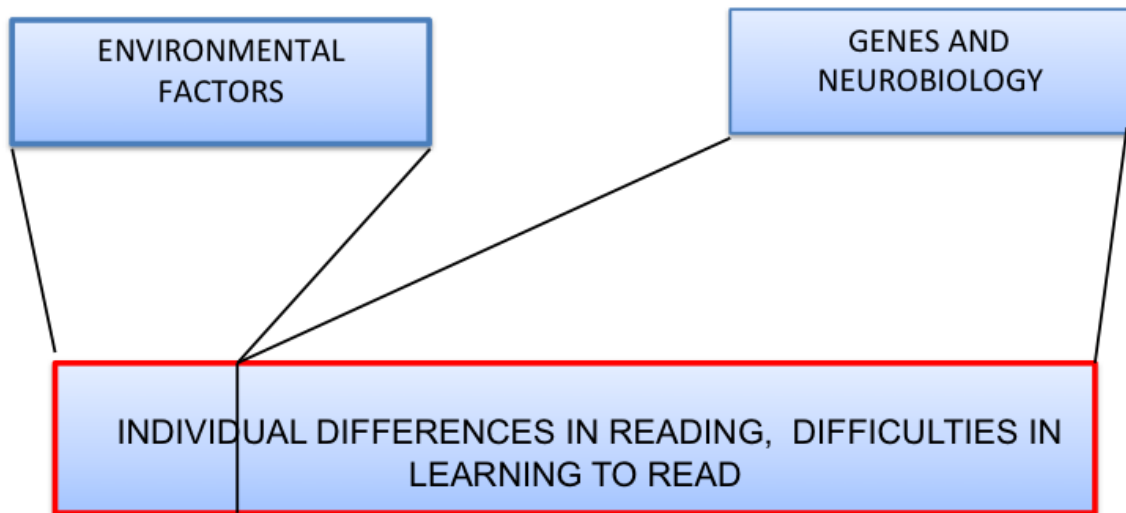 ENVIRONMENTAL
FACTORS
GENES AND
NEUROBIOLOGY
INDIVIDUAL DIFFERENCES IN READING,  DIFFICULTIES IN
LEARNING TO READ